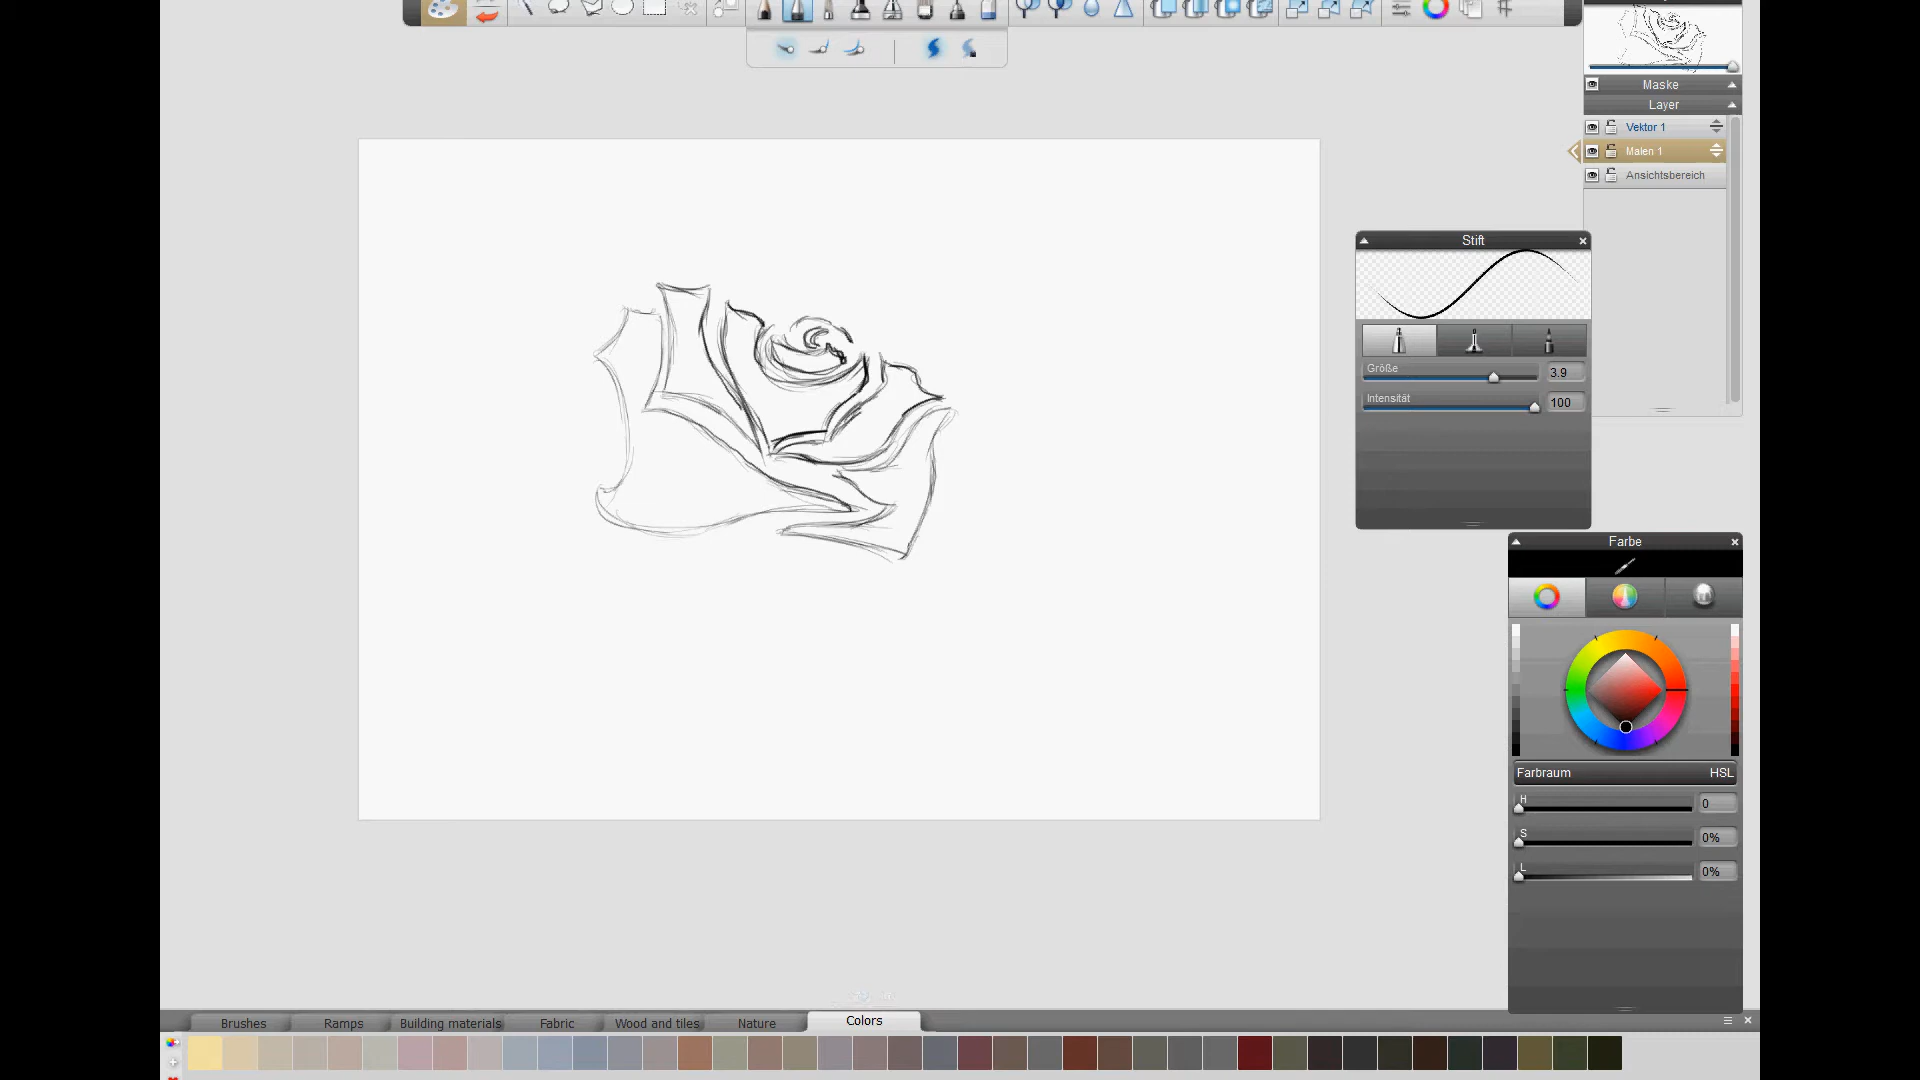 Maske
Layer
Vektor 1
Malen 1
Ansichtsbereich
Stift
Größe
3.9
Intensität
100
Farbe
Farbraum HSL
H
0
S
0%
L
0%
Brushes Ramps Building materials Fabric Wood and tiles Nature Colors